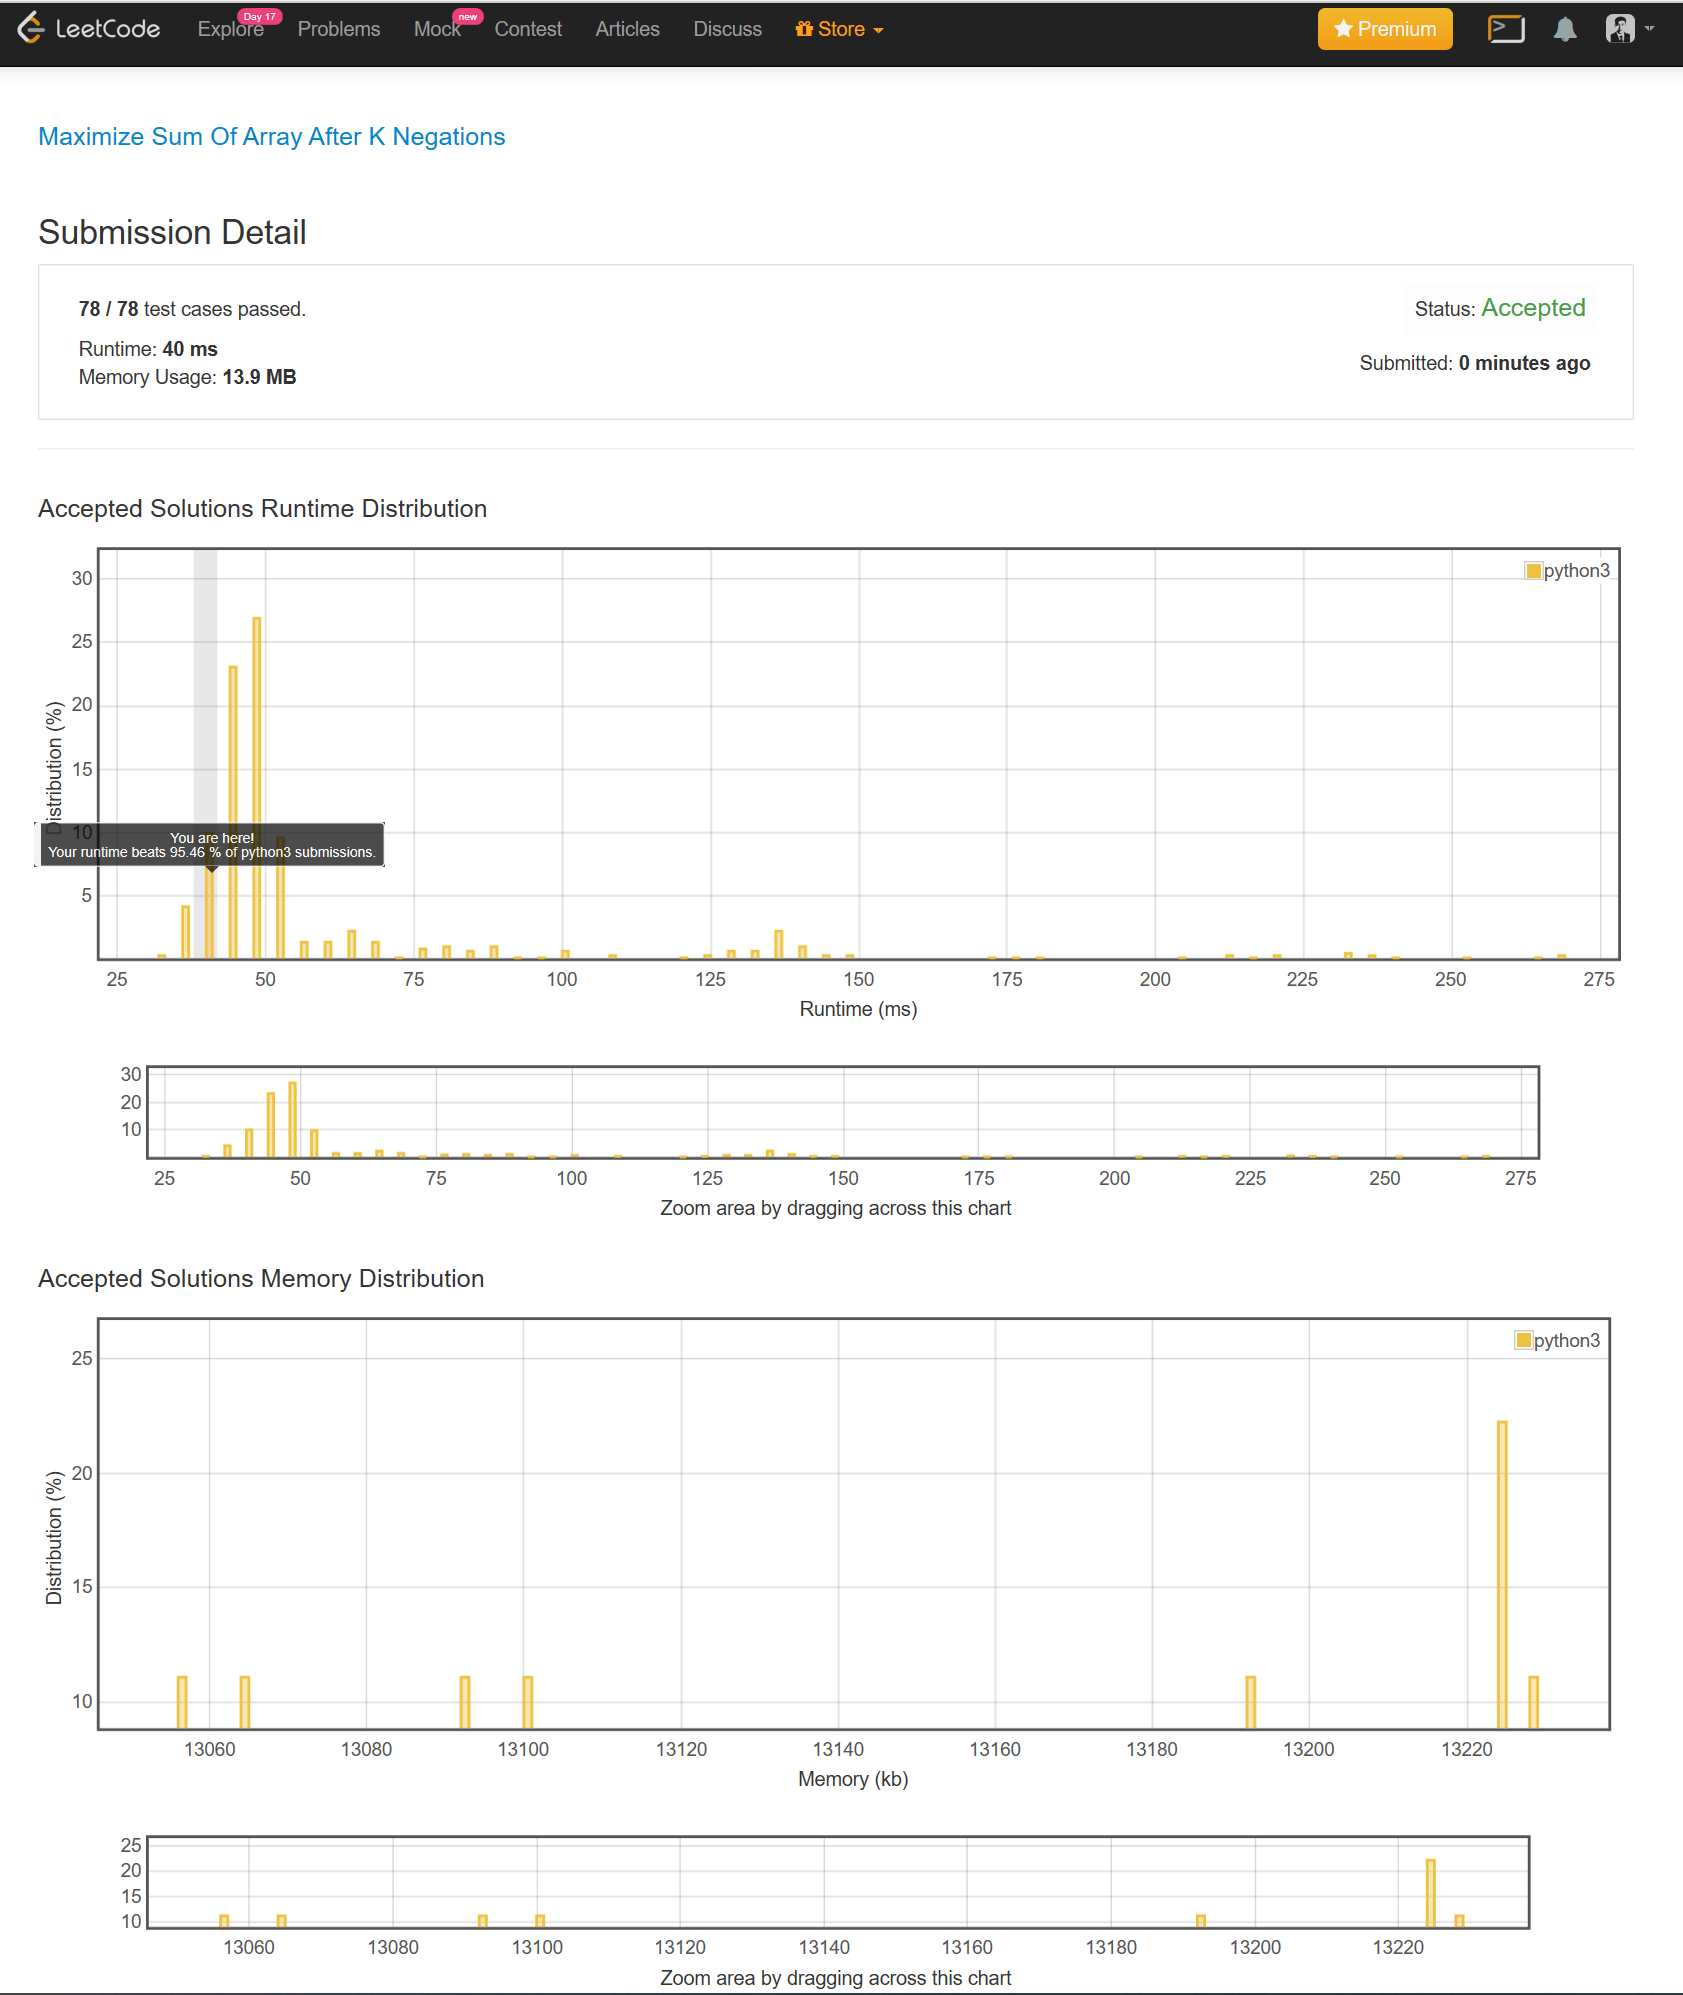 LeetCode Explore Day 17 Problems Mock new Contest Articles Discuss Store Premium
Maximize Sum Of Array After K Negations
Submission Detail
78 / 78 test cases passed.
Status: Accepted
Runtime: 40 ms
Submitted: 0 minutes ago
Memory Usage: 13.9 MB
Accepted Solutions Runtime Distribution
python3
Distribution (%)
30
25
20
15
10
5
You are here!
Your runtime beats 95.46 % of python3 submissions.
25 50 75 100 125 150 175 200 225 250 275
Runtime (ms)
30
20
10
25 50 75 100 125 150 175 200 225 250 275
Zoom area by dragging across this chart
Accepted Solutions Memory Distribution
python3
Distribution (%)
25
20
15
10
13060 13080 13100 13120 13140 13160 13180 13200 13220
Memory (kb)
25
20
15
10
13060 13080 13100 13120 13140 13160 13180 13200 13220
Zoom area by dragging across this chart